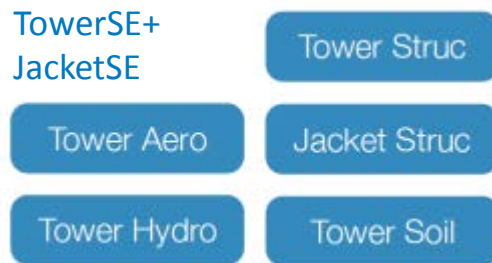 TowerSE+
JacketSE
Tower Struc
Tower Aero
Jacket Struc
Tower Hydro
Tower Soil